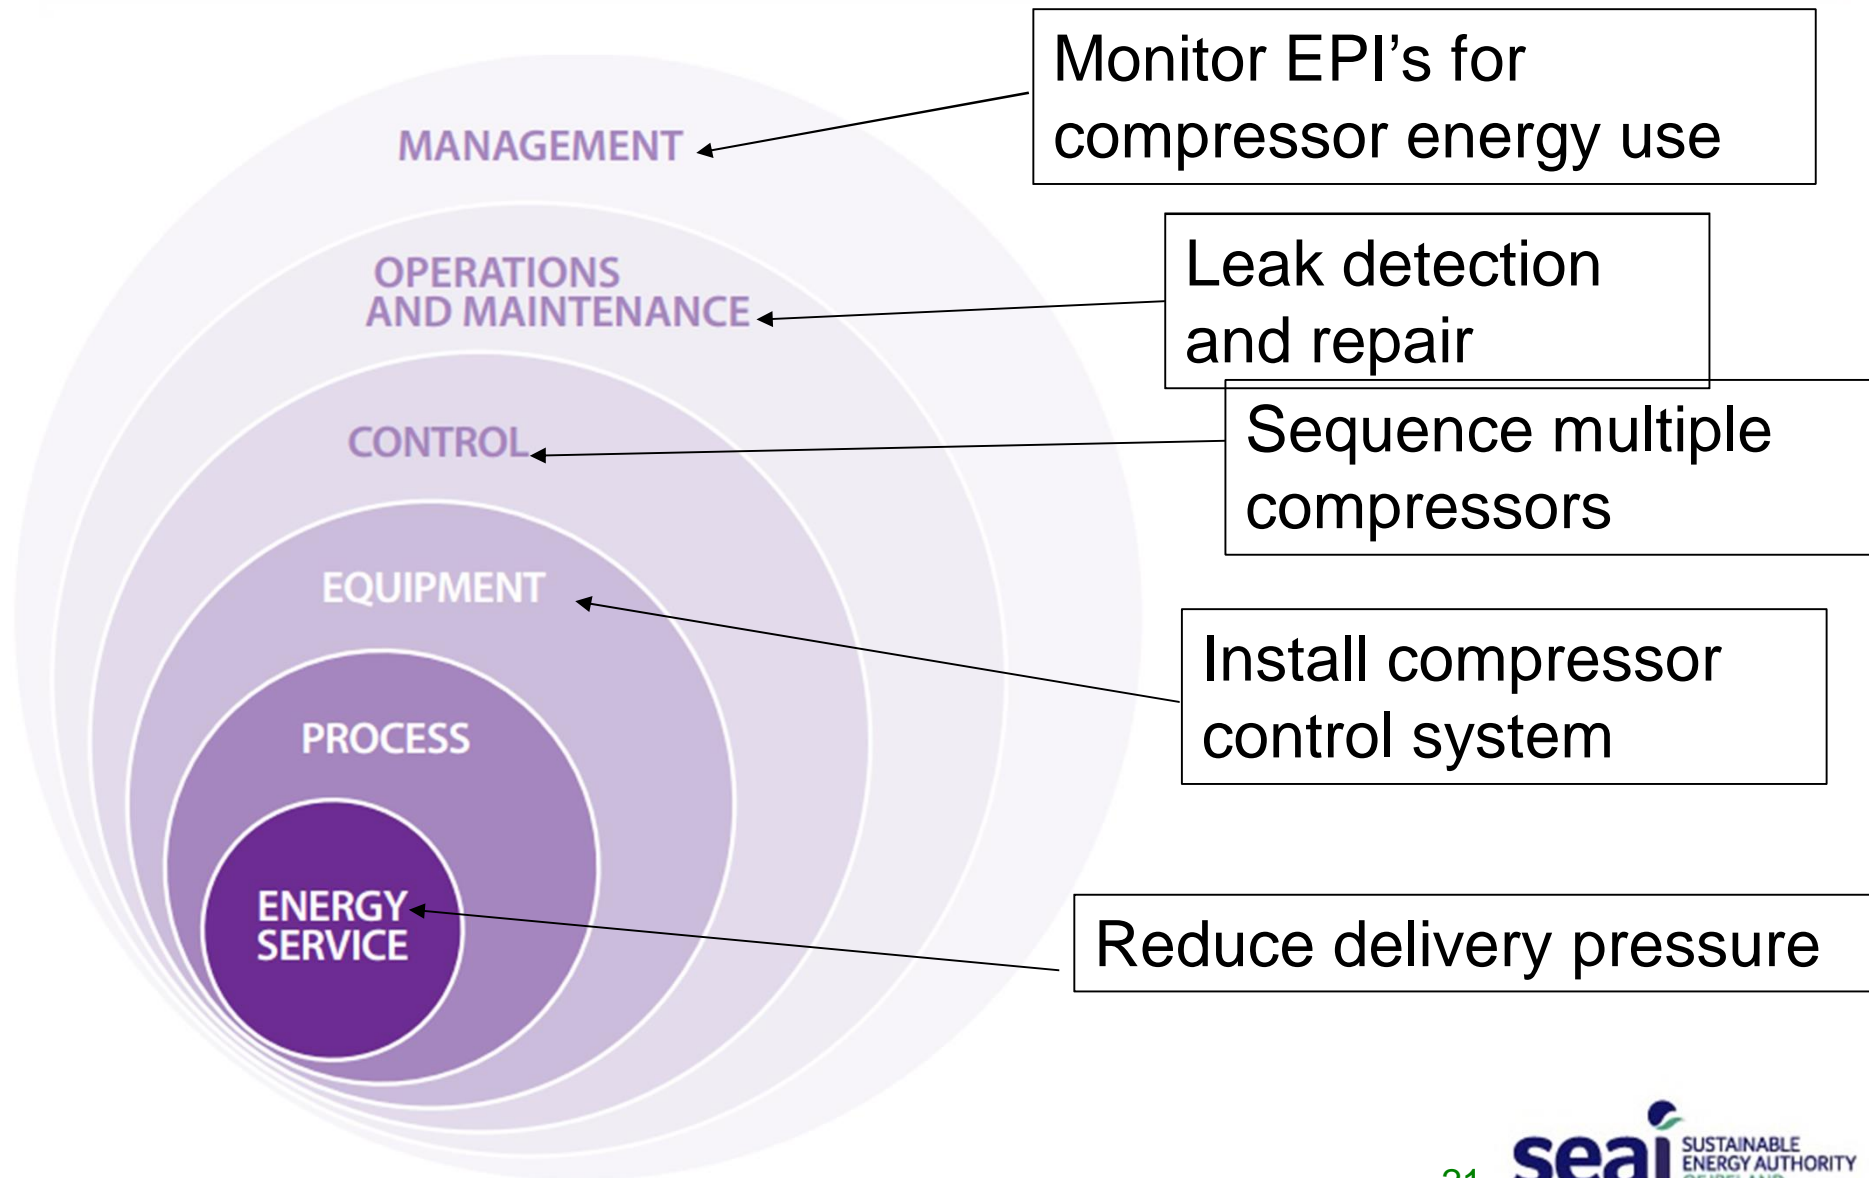 Monitor EPI's for
compressor energy use
MANAGEMENT
OPERATIONS
AND MAINTENANCE
Leak detection
and repair
CONTROL
Sequence multiple
compressors
EQUIPMENT
Install compressor
control system
PROCESS
ENERGY
SERVICE
Reduce delivery pressure
seai
SUSTAINABLE
ENERGY AUTHORITY